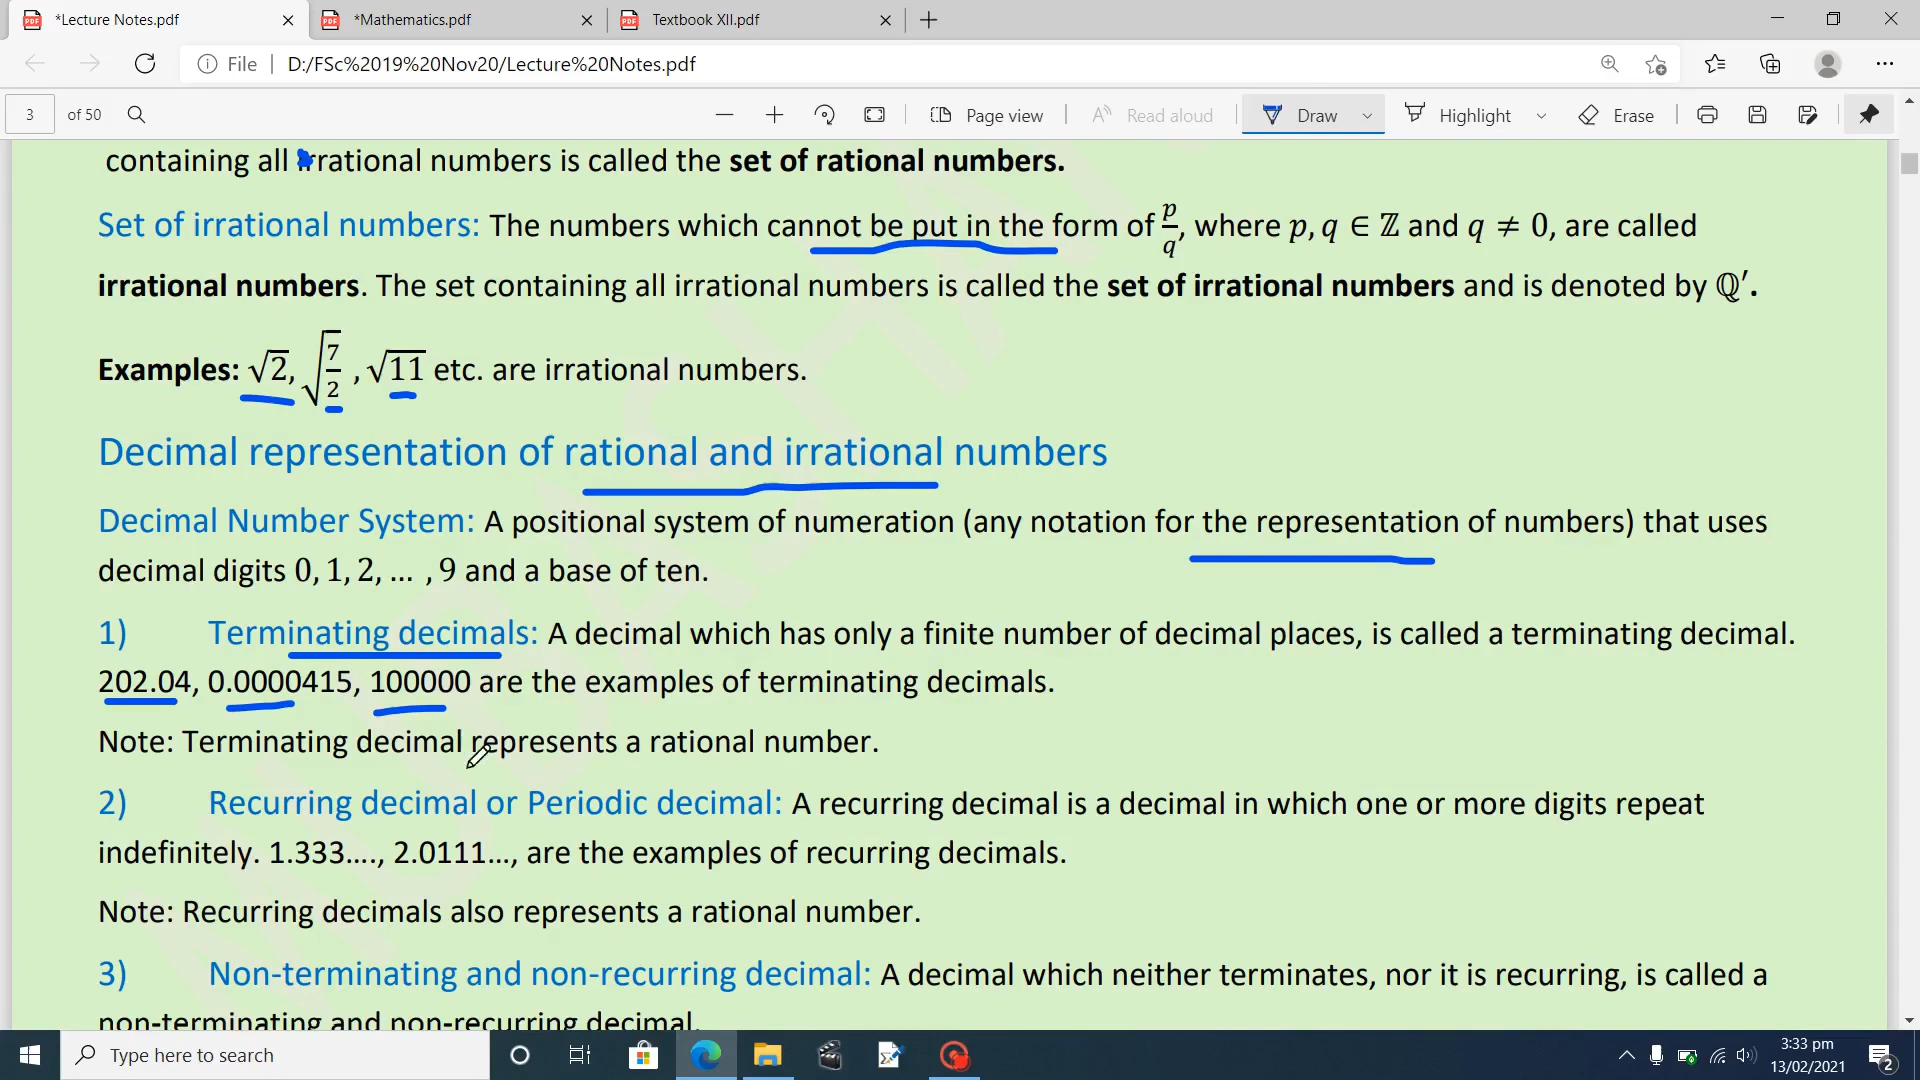 *Lecture Notes.pdf
*Mathematics.pdf
Textbook XII.pdf
File
D:/FSc%2019%20Nov20/Lecture%20Notes.pdf
3 of 50
Page view
Read aloud
Draw
Highlight
Erase
containing all irrational numbers is called the set of rational numbers.
Set of irrational numbers: The numbers which cannot be put in the form of p/q, where p, q ∈ ℤ and q ≠ 0, are called
irrational numbers. The set containing all irrational numbers is called the set of irrational numbers and is denoted by ℚ′.
Examples: √2, √7/2 , √11 etc. are irrational numbers.
Decimal representation of rational and irrational numbers
Decimal Number System: A positional system of numeration (any notation for the representation of numbers) that uses
decimal digits 0, 1, 2, … , 9 and a base of ten.
1) Terminating decimals: A decimal which has only a finite number of decimal places, is called a terminating decimal.
202.04, 0.0000415, 100000 are the examples of terminating decimals.
Note: Terminating decimal represents a rational number.
2) Recurring decimal or Periodic decimal: A recurring decimal is a decimal in which one or more digits repeat
indefinitely. 1.333…., 2.0111…, are the examples of recurring decimals.
Note: Recurring decimals also represents a rational number.
3) Non-terminating and non-recurring decimal: A decimal which neither terminates, nor it is recurring, is called a
non-terminating and non-recurring decimal.
Type here to search
3:33 pm
13/02/2021
2